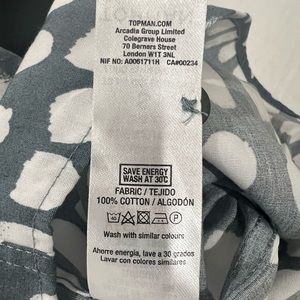 TOPMAN.COM
Arcadia Group Limited
Colegrave House
70 Berners Street
London W1T 3NL
NIF NO: A0061711H CA#00234
SAVE ENERGY
WASH AT 30°C
FABRIC / TEJIDO
100% COTTON / ALGODÓN
Wash with similar colours
Ahorre energía, lave a 30 grados
Lavar con colores similares